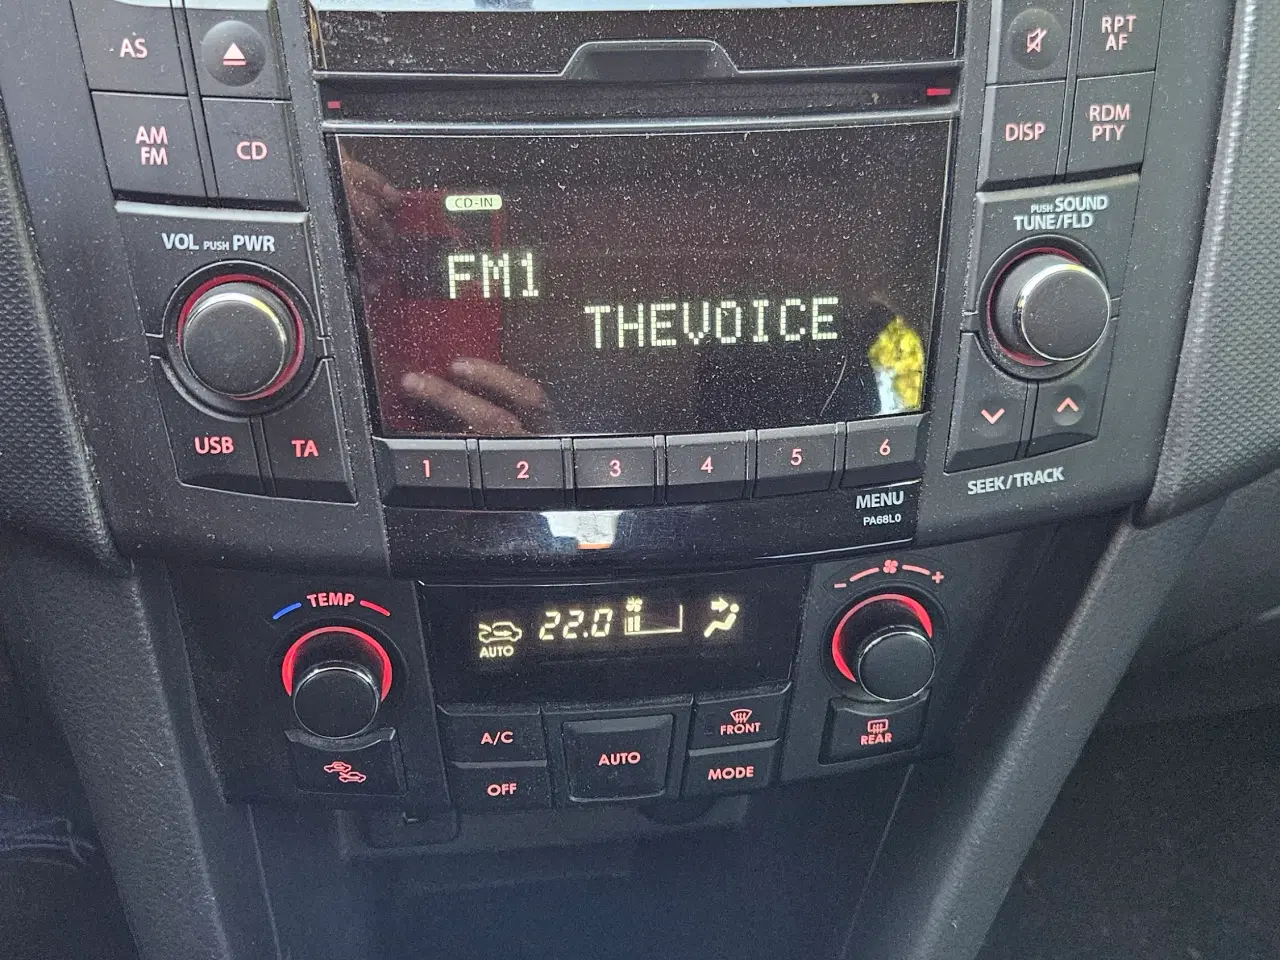 AS
RPT
AF
AM
FM
CD
DISP
RDM
PTY
CD-IN
VOL PUSH PWR
PUSH SOUND
TUNE/FLD
FM1
THEVOICE
USB
TA
1 2 3 4 5 6
SEEK/TRACK
MENU
PA68L0
TEMP
- +
22.0
AUTO
A/C
AUTO
FRONT
REAR
OFF
MODE